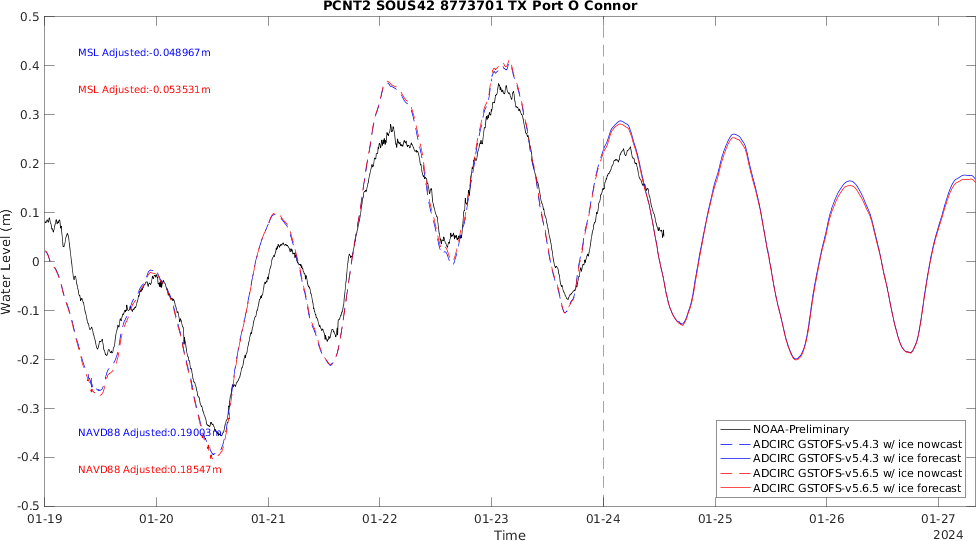 PCNT2 SOUS42 8773701 TX Port O Connor
0.5
0.4
0.3
0.2
0.1
0
-0.1
-0.2
-0.3
-0.4
-0.5
Water Level (m)
MSL Adjusted:-0.048967m
MSL Adjusted:-0.053531m
NAVD88 Adjusted:0.19003m
NAVD88 Adjusted:0.18547m
NOAA-Preliminary
ADCIRC GSTOFS-v5.4.3 w/ ice nowcast
ADCIRC GSTOFS-v5.4.3 w/ ice forecast
ADCIRC GSTOFS-v5.6.5 w/ ice nowcast
ADCIRC GSTOFS-v5.6.5 w/ ice forecast
01-19 01-20 01-21 01-22 01-23 01-24 01-25 01-26 01-27
Time
2024